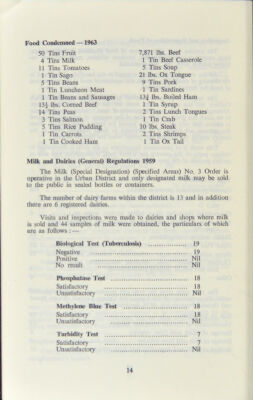 Food Condemned—1963
50 Tins Fruit
4 Tins Milk
11 Tins Tomatoes
1 Tin Sago
5 Tins Beans
1 Tin Luncheon Meat
1 Tin Beans and Sausages
13½ lbs. Corned Beef
14 Tins Peas
3 Tins Salmon
5 Tins Rice Pudding
1 Tin Carrots
1 Tin Cooked Ham
7,871 lbs. Beef
1 Tin Beef Casserole
5 Tins Soup
21 lbs. Ox Tongue
9 Tins Pork
1 Tin Sardines
13½ lbs. Boiled Ham
1 Tin Syrup
2 Tins Lunch Tongues
1 Tin Crab
10 lbs. Steak
2 Tins Shrimps
1 Tin Ox Tail
Milk and Dairies (General) Regulations 1959
The Milk (Special Designation) (Specified Areas) No. 3 Order is
operative in the Urban District and only designated milk may be sold
to the public in sealed bottles or containers.
The number of dairy farms within the district is 13 and in addition
there are 6 registered dairies.
Visits and inspections were made to dairies and shops where milk
is sold and 44 samples of milk were obtained, the particulars of which
are as follows :—
Biological Test (Tuberculosis) .................. 19
Negative .................. 19
Positive .................. Nil
No result .................. Nil
Phosphatase Test .................. 18
Satisfactory .................. 18
Unsatisfactory .................. Nil
Methylene Blue Test .................. 18
Satisfactory .................. 18
Unsatisfactory .................. Nil
Turbidity Test .................. 7
Satisfactory .................. 7
Unsatisfactory .................. Nil
14